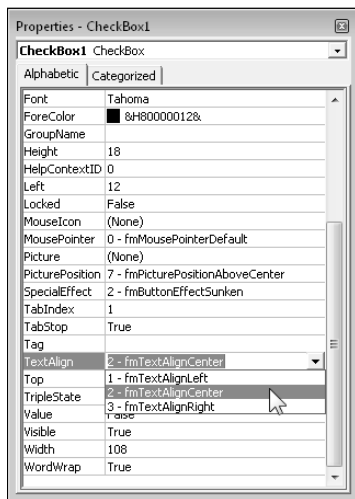 Properties - CheckBox1
CheckBox1 CheckBox
Alphabetic Categorized
Font Tahoma
ForeColor &H80000012&
GroupName
Height 18
HelpContextID 0
Left 12
Locked False
MouseIcon (None)
MousePointer 0 - fmMousePointerDefault
Picture (None)
PicturePosition 7 - fmPicturePositionAboveCenter
SpecialEffect 2 - fmButtonEffectSunken
TabIndex 1
TabStop True
Tag
TextAlign 2 - fmTextAlignCenter
Top 1 - fmTextAlignLeft
TripleState 2 - fmTextAlignCenter
3 - fmTextAlignRight
Value False
Visible True
Width 108
WordWrap True